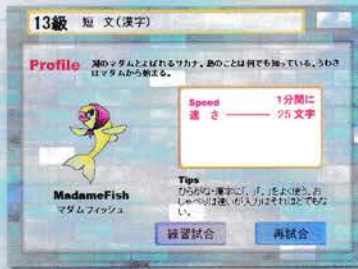 13級 短 文(漢字)
Profile 湖のマダムとよばれるサカナ。島のことは何でも知っている。うわさ
はマダムから始まる。
Speed 1分間に
速 さ 25文字
MadameFish
マダムフィッシュ
Tips
ひらがな・漢字に「、」「。」をよく使う。お
しゃべりは速いが入力はそれほどでもな
い。
練習試合 再試合